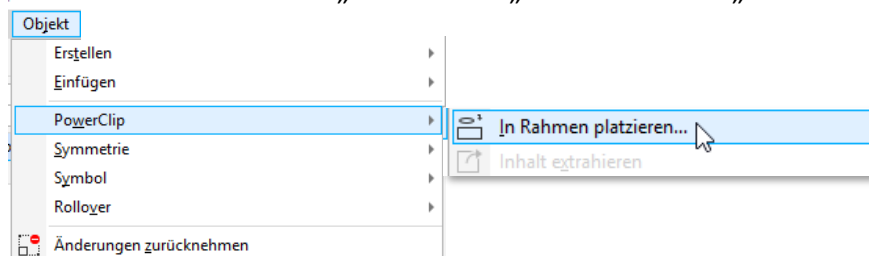 Objekt
Erstellen
Einfügen
PowerClip
In Rahmen platzieren...
Symmetrie
Inhalt extrahieren
Symbol
Rollover
Änderungen zurücknehmen